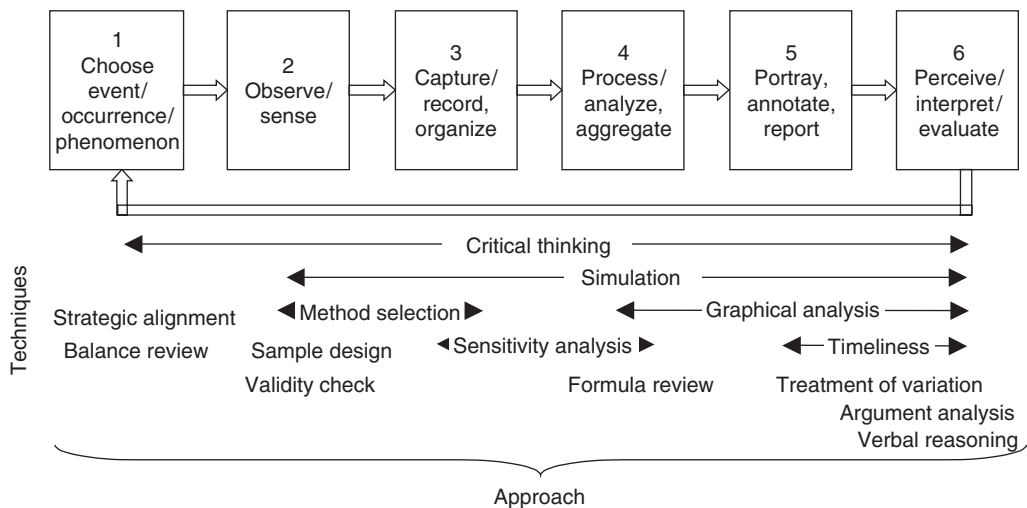 1
Choose
event/
occurrence/
phenomenon
2
Observe/
sense
3
Capture/
record,
organize
4
Process/
analyze,
aggregate
5
Portray,
annotate,
report
6
Perceive/
interpret/
evaluate
Techniques
Critical thinking
Simulation
Strategic alignment
Method selection
Graphical analysis
Balance review
Sample design
Sensitivity analysis
Timeliness
Validity check
Formula review
Treatment of variation
Argument analysis
Verbal reasoning
Approach